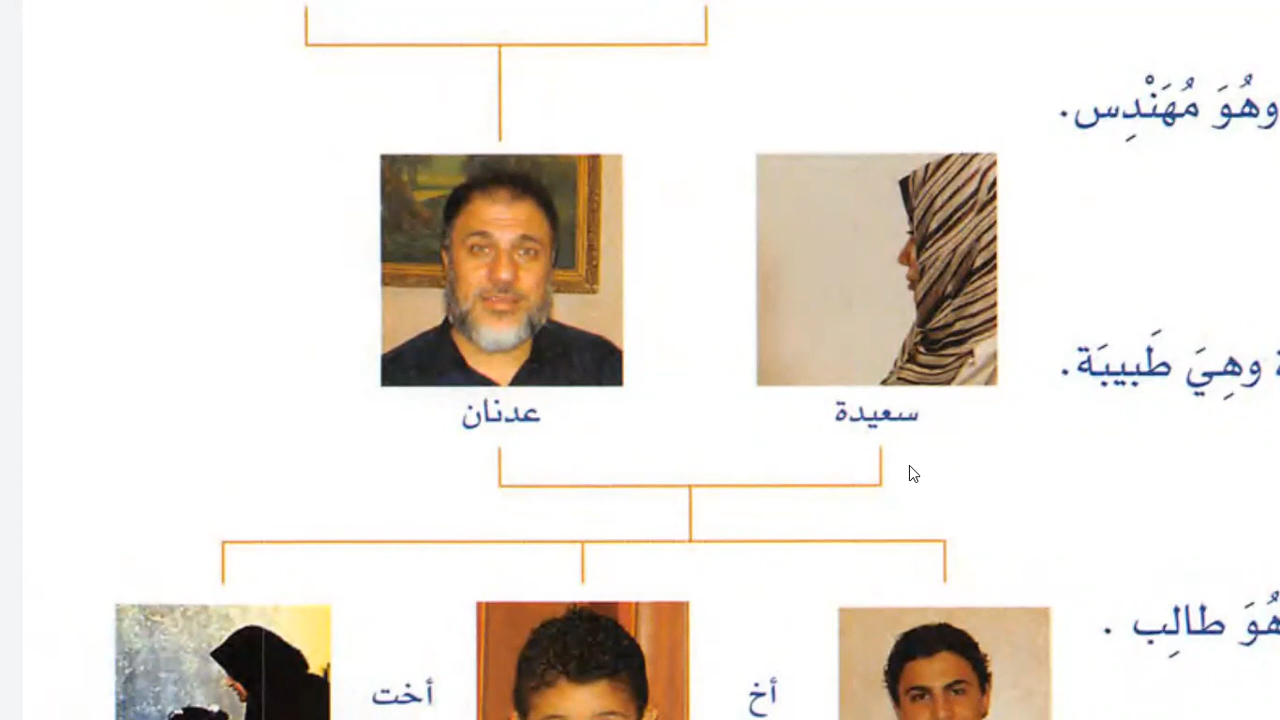 وهُوَ مُهَنْدِس.
وهِيَ طَبيبَة.
سعيدة
عدنان
هُوَ طالِب .
أخ
أخت